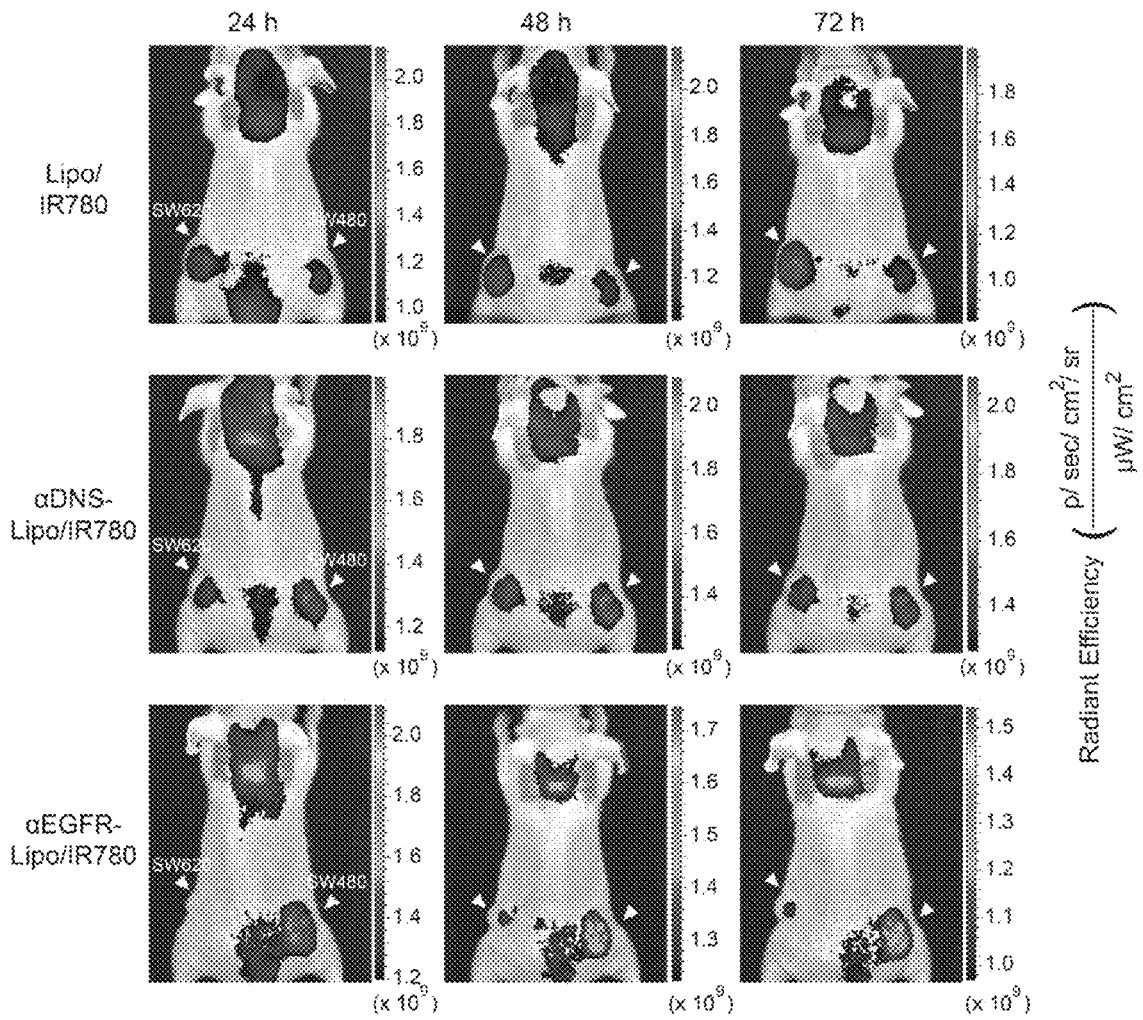 24 h
48 h
72 h
Lipo/
IR780
SW62
W480
2.0
1.8
1.6
1.4
1.2
1.0
(x 10⁹)
2.0
1.8
1.6
1.4
1.2
(x 10⁹)
1.8
1.6
1.4
1.2
1.0
(x 10⁹)
αDNS-
Lipo/IR780
SW62
W480
1.8
1.6
1.4
1.2
(x 10⁹)
2.0
1.8
1.6
1.4
(x 10⁹)
2.0
1.8
1.6
1.4
(x 10⁹)
αEGFR-
Lipo/IR780
SW62
SW480
2.0
1.8
1.6
1.4
1.2
(x 10⁹)
1.7
1.6
1.5
1.4
1.3
(x 10⁹)
1.5
1.4
1.3
1.2
1.1
1.0
(x 10⁹)
Radiant Efficiency
( p/ sec/ cm²/ sr
µW/ cm² )